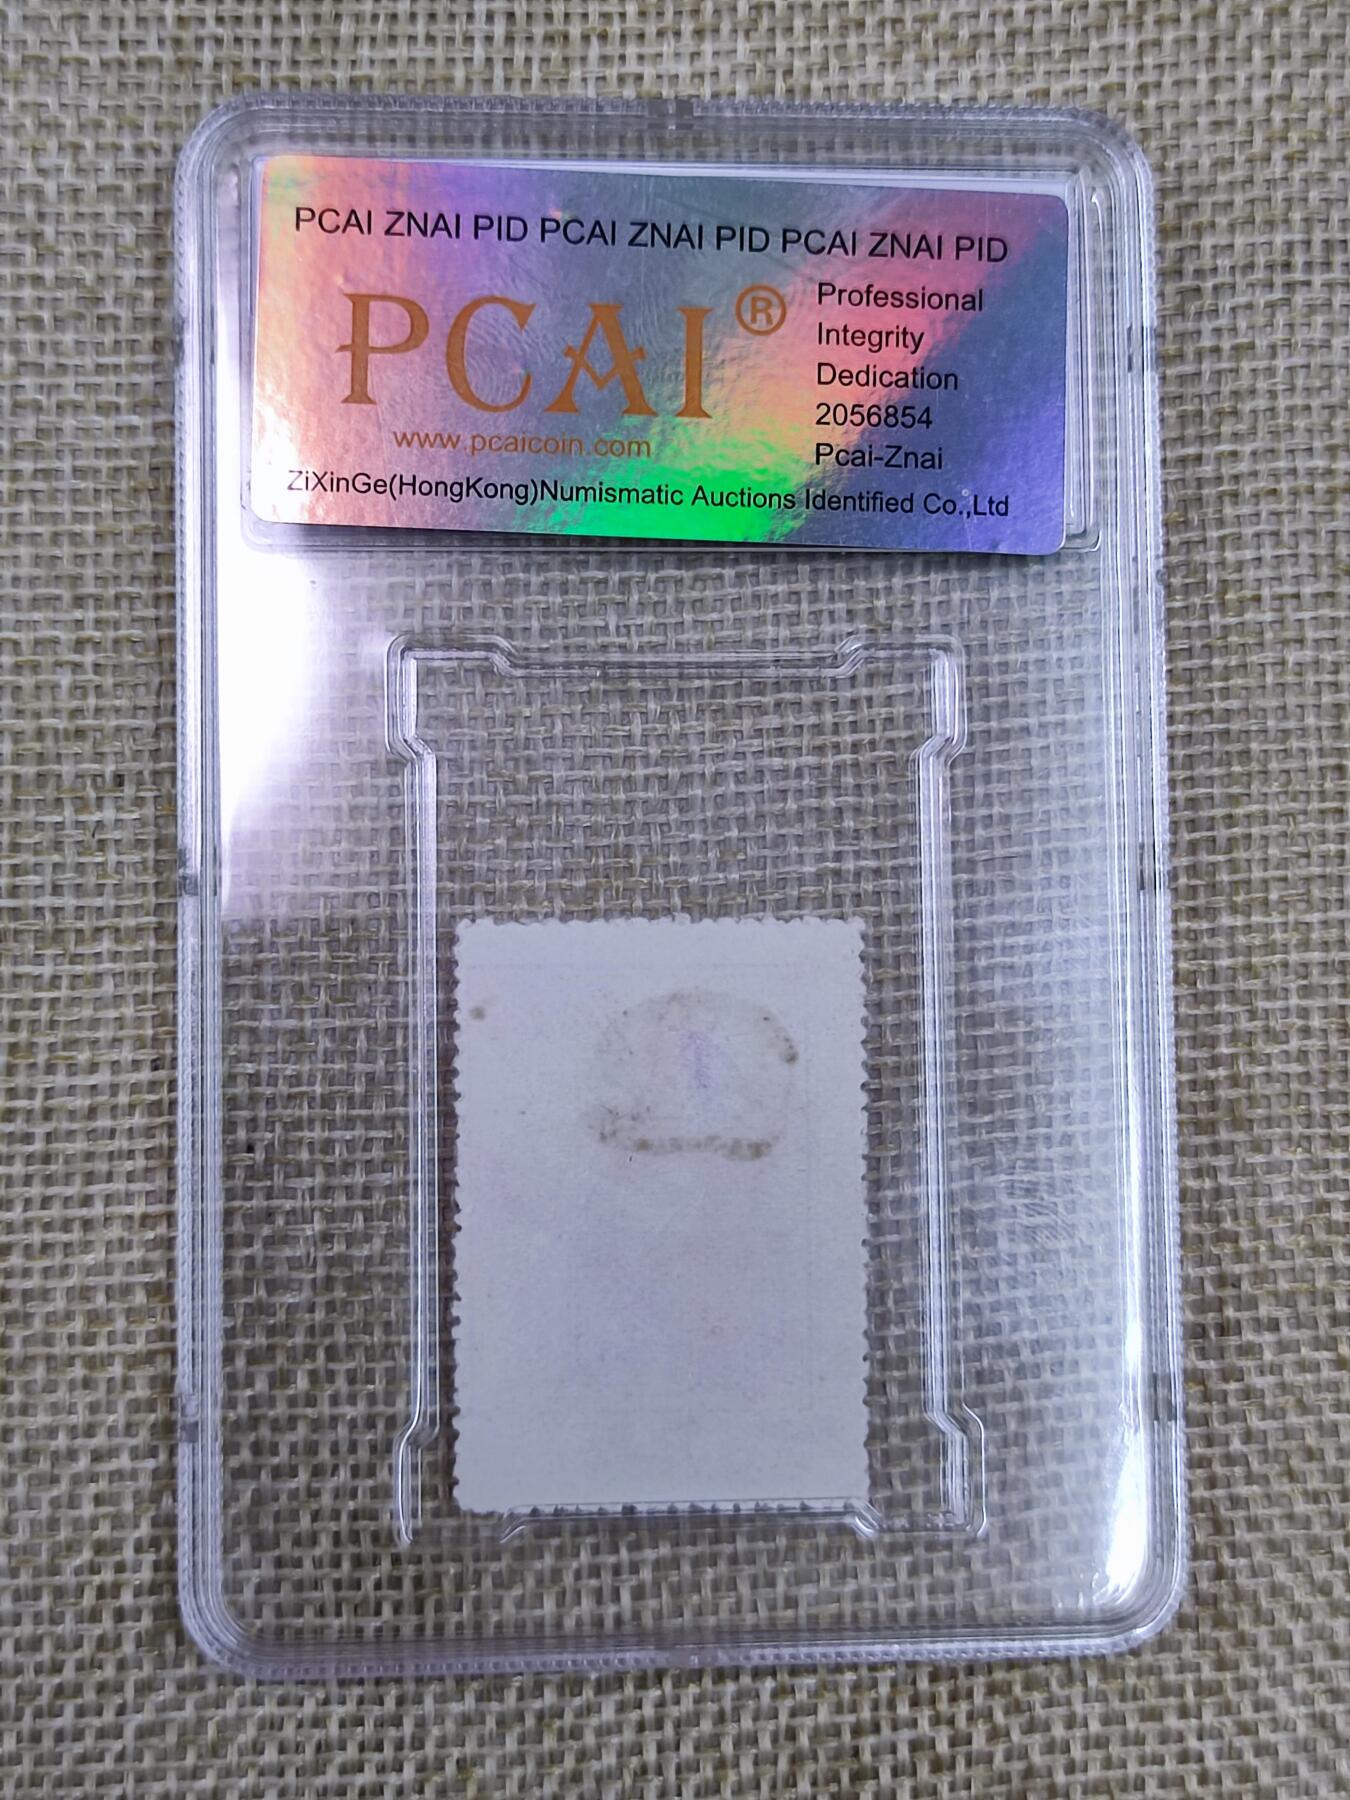 PCAI ZNAI PID PCAI ZNAI PID PCAI ZNAI PID
PCAI®
www.pcaicoin.com
Professional
Integrity
Dedication
2056854
Pcai-Znai
ZiXinGe(HongKong)Numismatic Auctions Identified Co.,Ltd